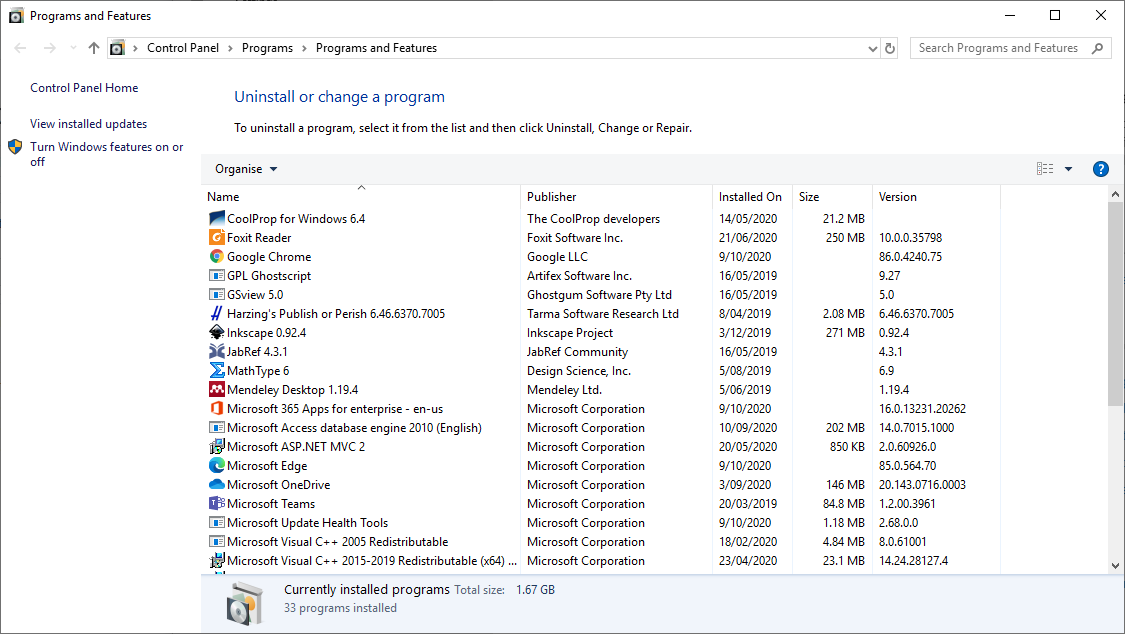 Programs and Features
Control Panel > Programs > Programs and Features
Search Programs and Features
Control Panel Home
View installed updates
Turn Windows features on or
off
Uninstall or change a program
To uninstall a program, select it from the list and then click Uninstall, Change or Repair.
Organise
Name Publisher Installed On Size Version
CoolProp for Windows 6.4 The CoolProp developers 14/05/2020 21.2 MB
Foxit Reader Foxit Software Inc. 21/06/2020 250 MB 10.0.0.35798
Google Chrome Google LLC 9/10/2020 86.0.4240.75
GPL Ghostscript Artifex Software Inc. 16/05/2019 9.27
GSview 5.0 Ghostgum Software Pty Ltd 16/05/2019 5.0
Harzing's Publish or Perish 6.46.6370.7005 Tarma Software Research Ltd 8/04/2019 2.08 MB 6.46.6370.7005
Inkscape 0.92.4 Inkscape Project 3/12/2019 271 MB 0.92.4
JabRef 4.3.1 JabRef Community 16/05/2019 4.3.1
MathType 6 Design Science, Inc. 5/08/2019 6.9
Mendeley Desktop 1.19.4 Mendeley Ltd. 5/06/2019 1.19.4
Microsoft 365 Apps for enterprise - en-us Microsoft Corporation 9/10/2020 16.0.13231.20262
Microsoft Access database engine 2010 (English) Microsoft Corporation 10/09/2020 202 MB 14.0.7015.1000
Microsoft ASP.NET MVC 2 Microsoft Corporation 20/05/2020 850 KB 2.0.60926.0
Microsoft Edge Microsoft Corporation 9/10/2020 85.0.564.70
Microsoft OneDrive Microsoft Corporation 3/09/2020 146 MB 20.143.0716.0003
Microsoft Teams Microsoft Corporation 20/03/2019 84.8 MB 1.2.00.3961
Microsoft Update Health Tools Microsoft Corporation 9/10/2020 1.18 MB 2.68.0.0
Microsoft Visual C++ 2005 Redistributable Microsoft Corporation 18/02/2020 4.84 MB 8.0.61001
Microsoft Visual C++ 2015-2019 Redistributable (x64) ... Microsoft Corporation 23/04/2020 23.1 MB 14.24.28127.4
Currently installed programs Total size: 1.67 GB
33 programs installed